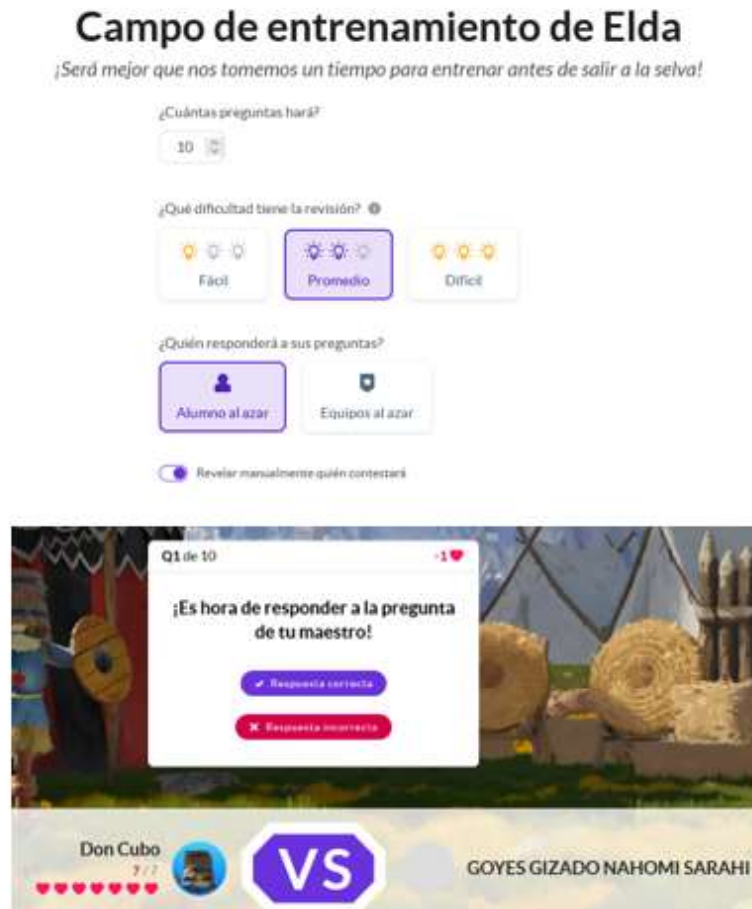 Campo de entrenamiento de Elda
¡Será mejor que nos tomemos un tiempo para entrenar antes de salir a la selva!
¿Cuántas preguntas hará?
10
¿Qué dificultad tiene la revisión?
Fácil Promedio Difícil
¿Quién responderá a sus preguntas?
Alumno al azar Equipos al azar
Revelar manualmente quién contestará
Q1 de 10 -1
¡Es hora de responder a la pregunta
de tu maestro!
Respuesta correcta
Respuesta incorrecta
Don Cubo
7 / 7
VS
GOYES GIZADO NAHOMI SARAHI